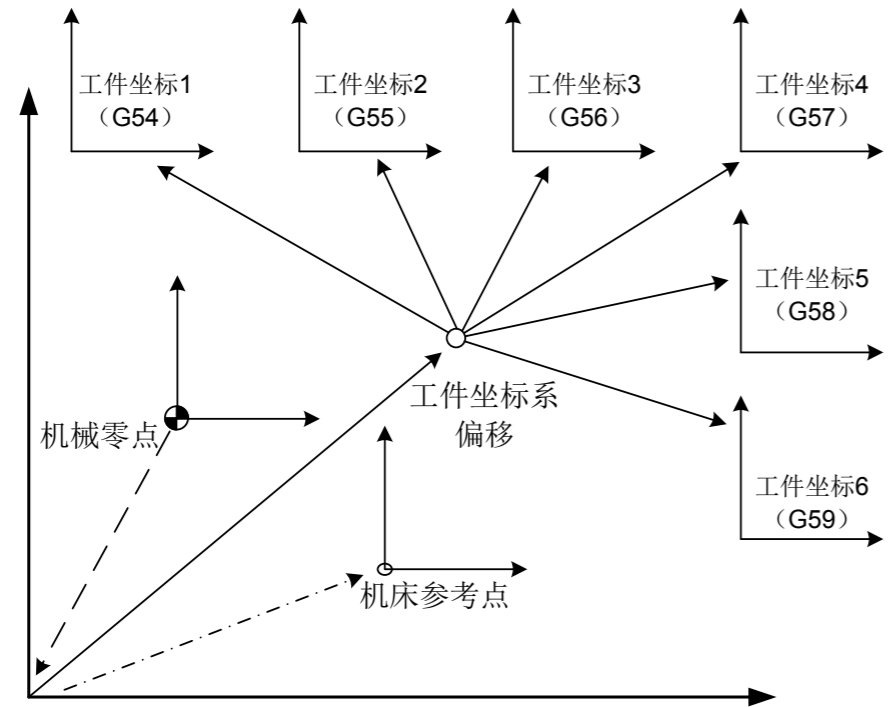 工件坐标1
（G54）
工件坐标2
（G55）
工件坐标3
（G56）
工件坐标4
（G57）
工件坐标5
（G58）
工件坐标系
偏移
机械零点
工件坐标6
（G59）
机床参考点